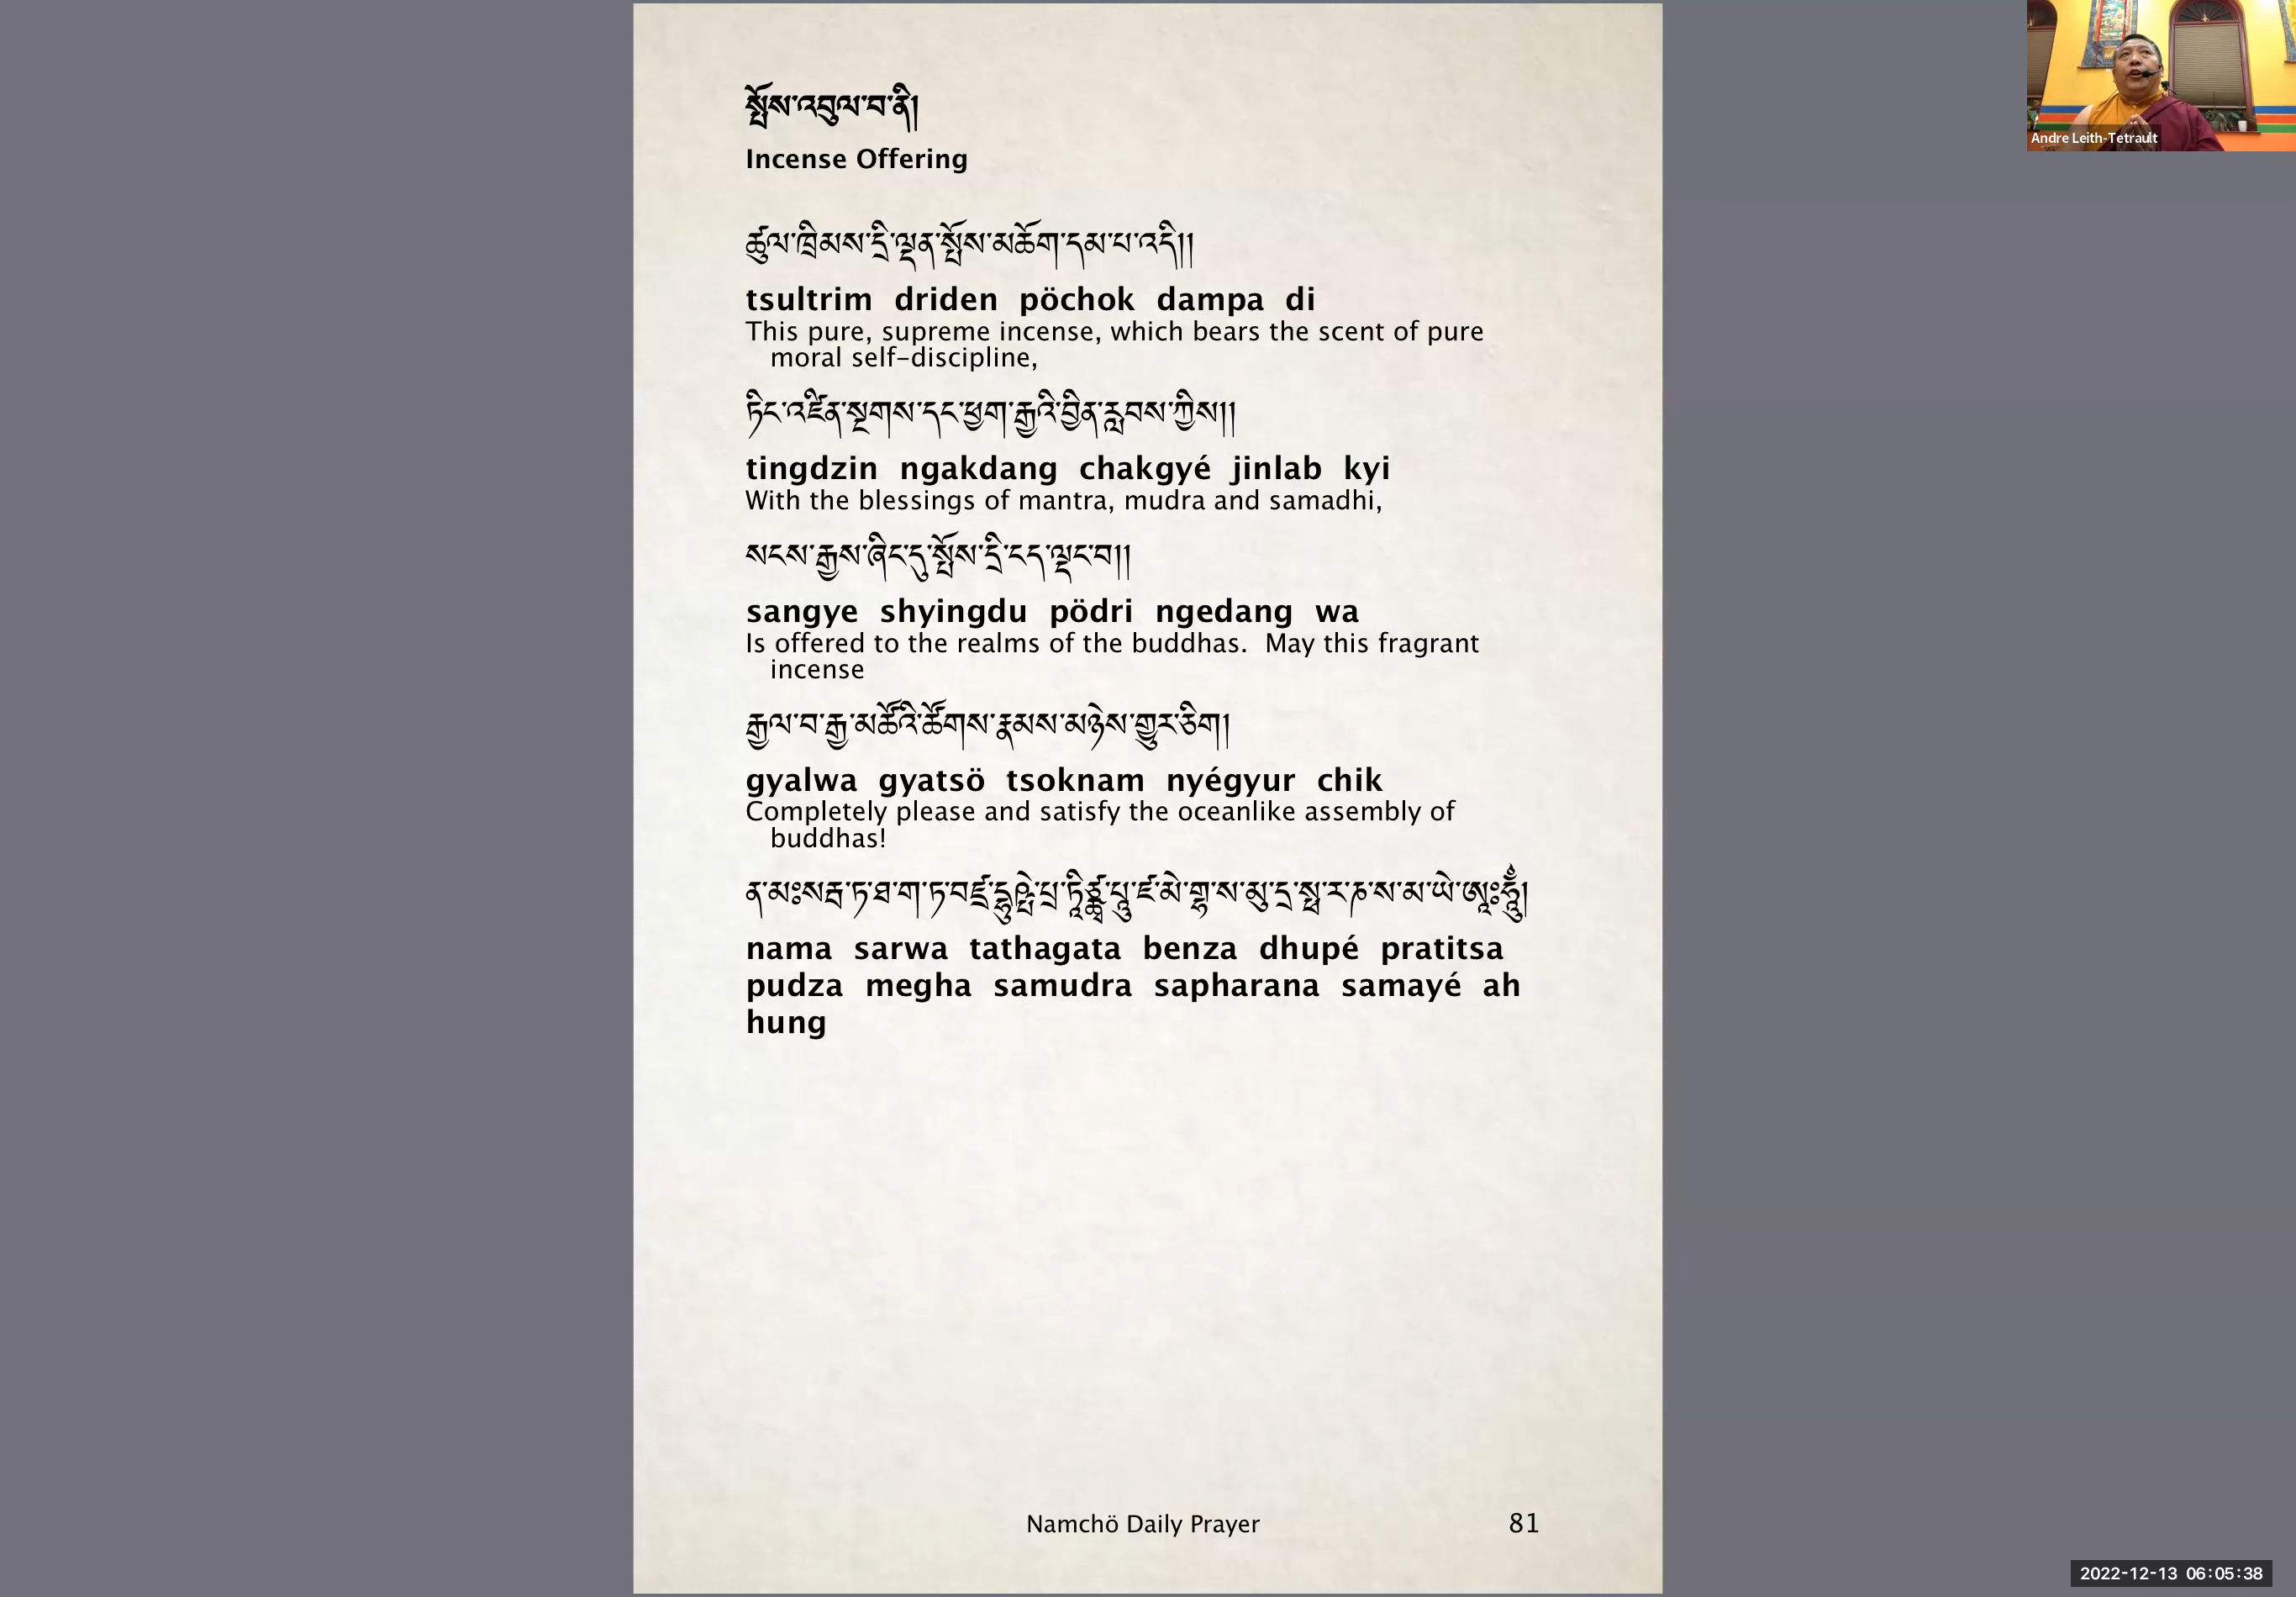 སྤོས་འབུལ་བ་ནི།
Incense Offering
ཚུལ་ཁྲིམས་དྲི་ལྡན་སྤོས་མཆོག་དམ་པ་འདི།།
tsultrim driden pöchok dampa di
This pure, supreme incense, which bears the scent of pure
moral self-discipline,
ཏིང་འཛིན་སྔགས་དང་ཕྱག་རྒྱའི་བྱིན་རླབས་ཀྱིས།།
tingdzin ngakdang chakgyé jinlab kyi
With the blessings of mantra, mudra and samadhi,
སངས་རྒྱས་ཞིང་དུ་སྤོས་དྲི་ངད་ལྡང་བ།།
sangye shyingdu pödri ngedang wa
Is offered to the realms of the buddhas. May this fragrant
incense
རྒྱལ་བ་རྒྱ་མཚོའི་ཚོགས་རྣམས་མཉེས་གྱུར་ཅིག།
gyalwa gyatsö tsoknam nyégyur chik
Completely please and satisfy the oceanlike assembly of
buddhas!
ན་མཿསརྦ་ཏ་ཐ་ག་ཏ་བཛྲ་ པྲ་ མེ་གྷ་ས་མུ་དྲ་སྥ་ར་ཎ་ས་མ་ཡེ་ཨཱཿཧཱུྃ།
nama sarwa tathagata benza dhupé pratitsa
pudza megha samudra sapharana samayé ah
hung
Namchö Daily Prayer 81
Andre Leith-Tetrault
2022-12-13 06:05:38